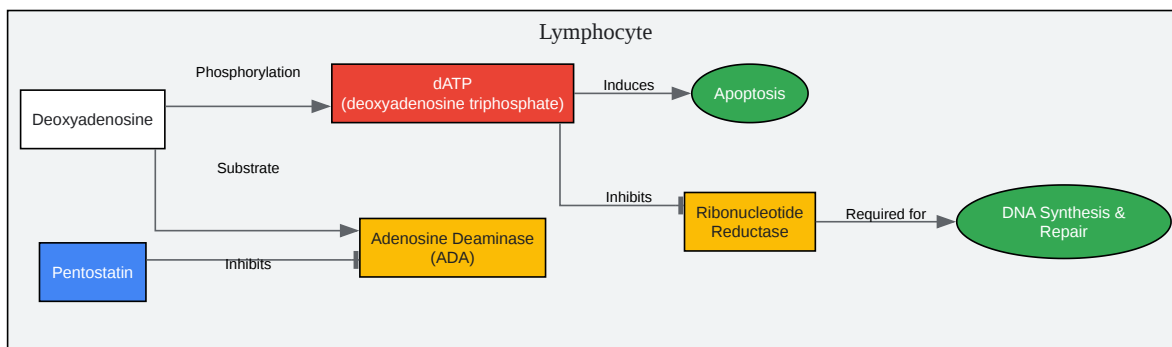 Lymphocyte
Phosphorylation
dATP
(deoxyadenosine triphosphate)
Induces
Apoptosis
Deoxyadenosine
Substrate
Inhibits
Ribonucleotide
Reductase
Required for
DNA Synthesis &
Repair
Adenosine Deaminase
(ADA)
Pentostatin
Inhibits